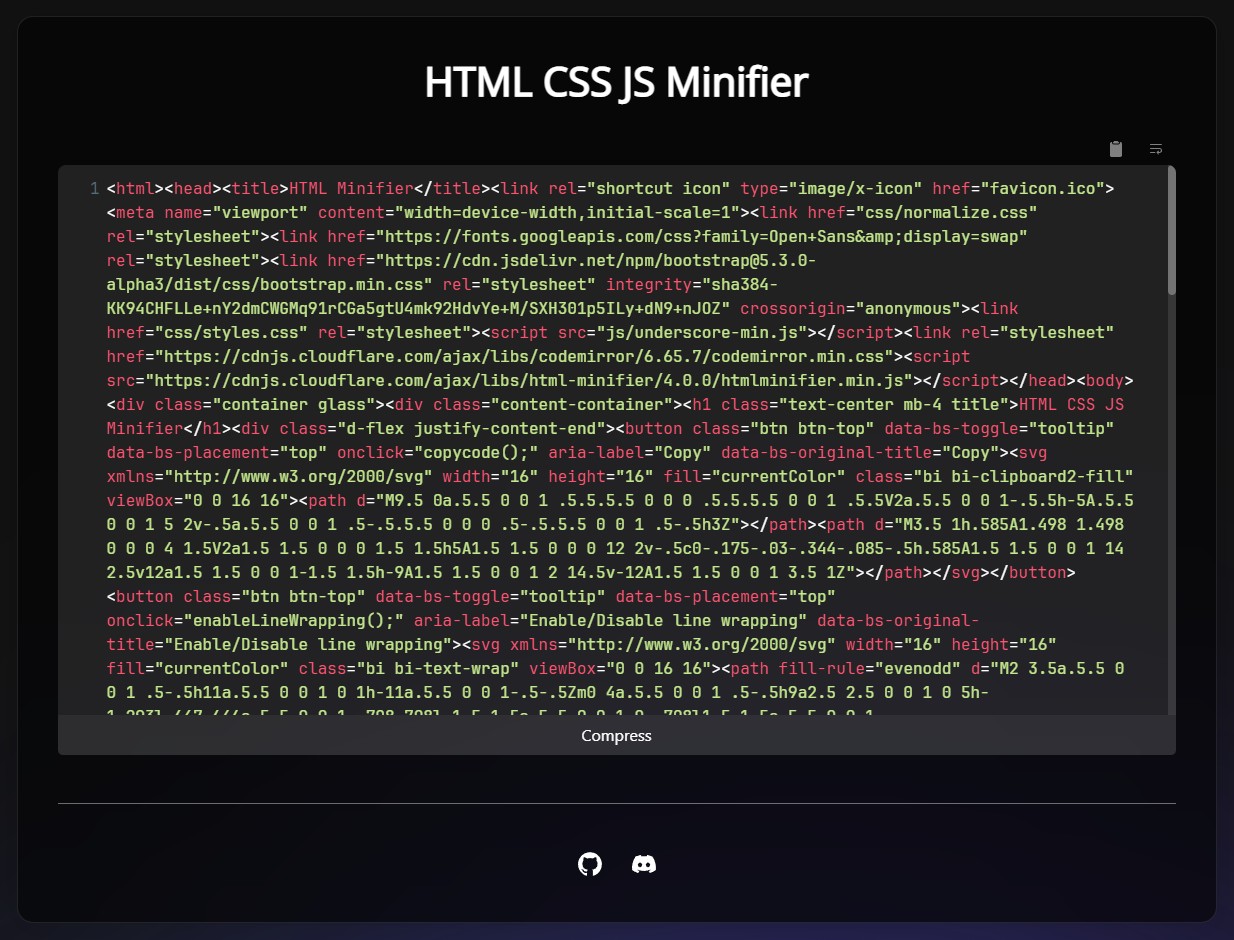 HTML CSS JS Minifier
1 <html><head><title>HTML Minifier</title><link rel="shortcut icon" type="image/x-icon" href="favicon.ico">
<meta name="viewport" content="width=device-width,initial-scale=1"><link href="css/normalize.css"
rel="stylesheet"><link href="https://fonts.googleapis.com/css?family=Open+Sans&amp;display=swap"
rel="stylesheet"><link href="https://cdn.jsdelivr.net/npm/bootstrap@5.3.0-
alpha3/dist/css/bootstrap.min.css" rel="stylesheet" integrity="sha384-
KK94CHFLLe+nY2dmCWGMq91rCGa5gtU4mk92HdvYe+M/SXH301p5ILy+dN9+nJOZ" crossorigin="anonymous"><link
href="css/styles.css" rel="stylesheet"><script src="js/underscore-min.js"></script><link rel="stylesheet"
href="https://cdnjs.cloudflare.com/ajax/libs/codemirror/6.65.7/codemirror.min.css"><script
src="https://cdnjs.cloudflare.com/ajax/libs/html-minifier/4.0.0/htmlminifier.min.js"></script></head><body>
<div class="container glass"><div class="content-container"><h1 class="text-center mb-4 title">HTML CSS JS
Minifier</h1><div class="d-flex justify-content-end"><button class="btn btn-top" data-bs-toggle="tooltip"
data-bs-placement="top" onclick="copycode();" aria-label="Copy" data-bs-original-title="Copy"><svg
xmlns="http://www.w3.org/2000/svg" width="16" height="16" fill="currentColor" class="bi bi-clipboard2-fill"
viewBox="0 0 16 16"><path d="M9.5 0a.5.5 0 0 1 .5.5.5.5 0 0 0 .5.5.5.5 0 0 1 .5.5V2a.5.5 0 0 1-.5.5h-5A.5.5
0 0 1 5 2v-.5a.5.5 0 0 1 .5-.5.5.5 0 0 0 .5-.5.5.5 0 0 1 .5-.5h3Z"></path><path d="M3.5 1h.585A1.498 1.498
0 0 0 4 1.5V2a1.5 1.5 0 0 0 1.5 1.5h5A1.5 1.5 0 0 0 12 2v-.5c0-.175-.03-.344-.085-.5h.585A1.5 1.5 0 0 1 14
2.5v12a1.5 1.5 0 0 1-1.5 1.5h-9A1.5 1.5 0 0 1 2 14.5v-12A1.5 1.5 0 0 1 3.5 1Z"></path></svg></button>
<button class="btn btn-top" data-bs-toggle="tooltip" data-bs-placement="top"
onclick="enableLineWrapping();" aria-label="Enable/Disable line wrapping" data-bs-original-
title="Enable/Disable line wrapping"><svg xmlns="http://www.w3.org/2000/svg" width="16" height="16"
fill="currentColor" class="bi bi-text-wrap" viewBox="0 0 16 16"><path fill-rule="evenodd" d="M2 3.5a.5.5 0
0 1 .5-.5h11a.5.5 0 0 1 0 1h-11a.5.5 0 0 1-.5-.5Zm0 4a.5.5 0 0 1 .5-.5h9a2.5 2.5 0 0 1 0 5h-
Compress